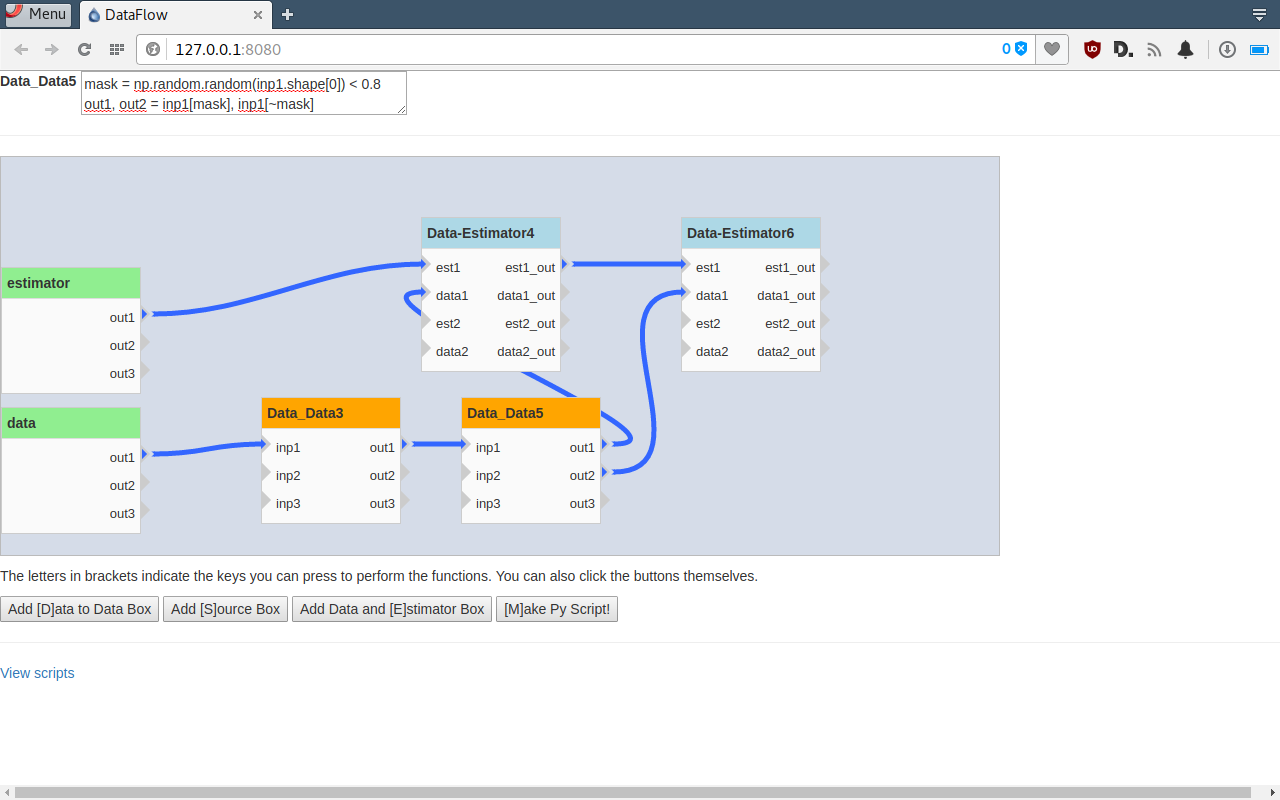 Menu
DataFlow
127.0.0.1:8080
0
D.
Data_Data5
mask = np.random.random(inp1.shape[0]) < 0.8
out1, out2 = inp1[mask], inp1[~mask]
Data-Estimator4
est1 est1_out
data1 data1_out
est2 est2_out
data2 data2_out
Data-Estimator6
est1 est1_out
data1 data1_out
est2 est2_out
data2 data2_out
estimator
out1
out2
out3
data
out1
out2
out3
Data_Data3
inp1 out1
inp2 out2
inp3 out3
Data_Data5
inp1 out1
inp2 out2
inp3 out3
The letters in brackets indicate the keys you can press to perform the functions. You can also click the buttons themselves.
Add [D]ata to Data Box Add [S]ource Box Add Data and [E]stimator Box [M]ake Py Script!
View scripts